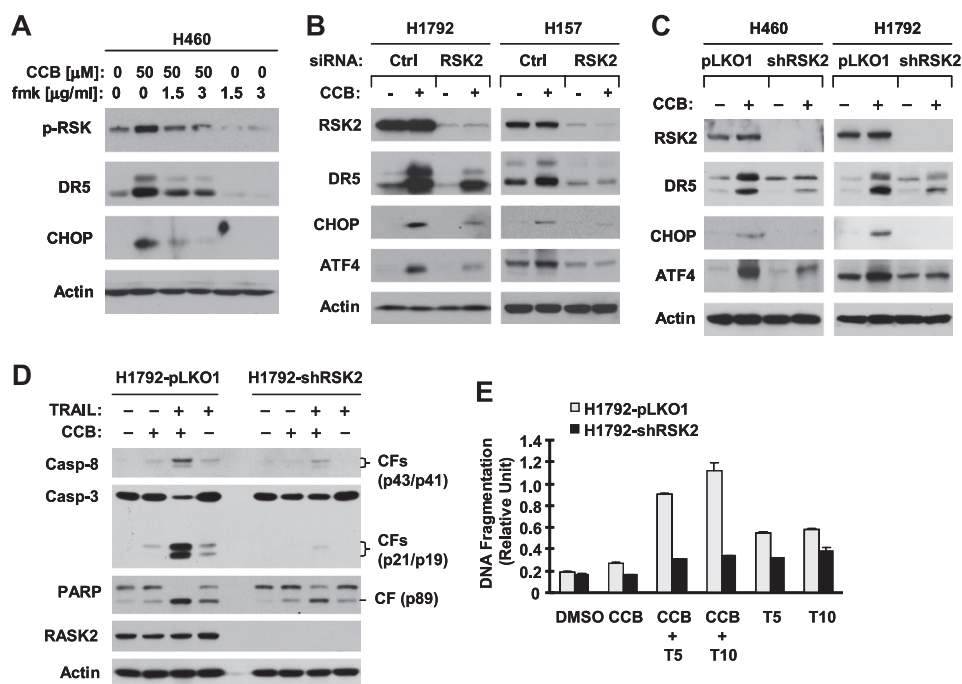 A
H460
CCB [µM]: 0 50 50 50 0 0
fmk [µg/ml]: 0 0 1.5 3 1.5 3
p-RSK
DR5
CHOP
Actin
B
H1792 H157
siRNA: Ctrl RSK2 Ctrl RSK2
CCB: - + - + - + - +
RSK2
DR5
CHOP
ATF4
Actin
C
H460 H1792
pLKO1 shRSK2 pLKO1 shRSK2
CCB: − + − + − + − +
RSK2
DR5
CHOP
ATF4
Actin
D
H1792-pLKO1 H1792-shRSK2
TRAIL: − − + + − − + +
CCB: − + + − − + + −
Casp-8
CFs
(p43/p41)
Casp-3
CFs
(p21/p19)
PARP
CF (p89)
RASK2
Actin
E
H1792-pLKO1
H1792-shRSK2
DNA Fragmentation
(Relative Unit)
1.4
1.2
1.0
0.8
0.6
0.4
0.2
0
DMSO CCB CCB + T5 CCB + T10 T5 T10